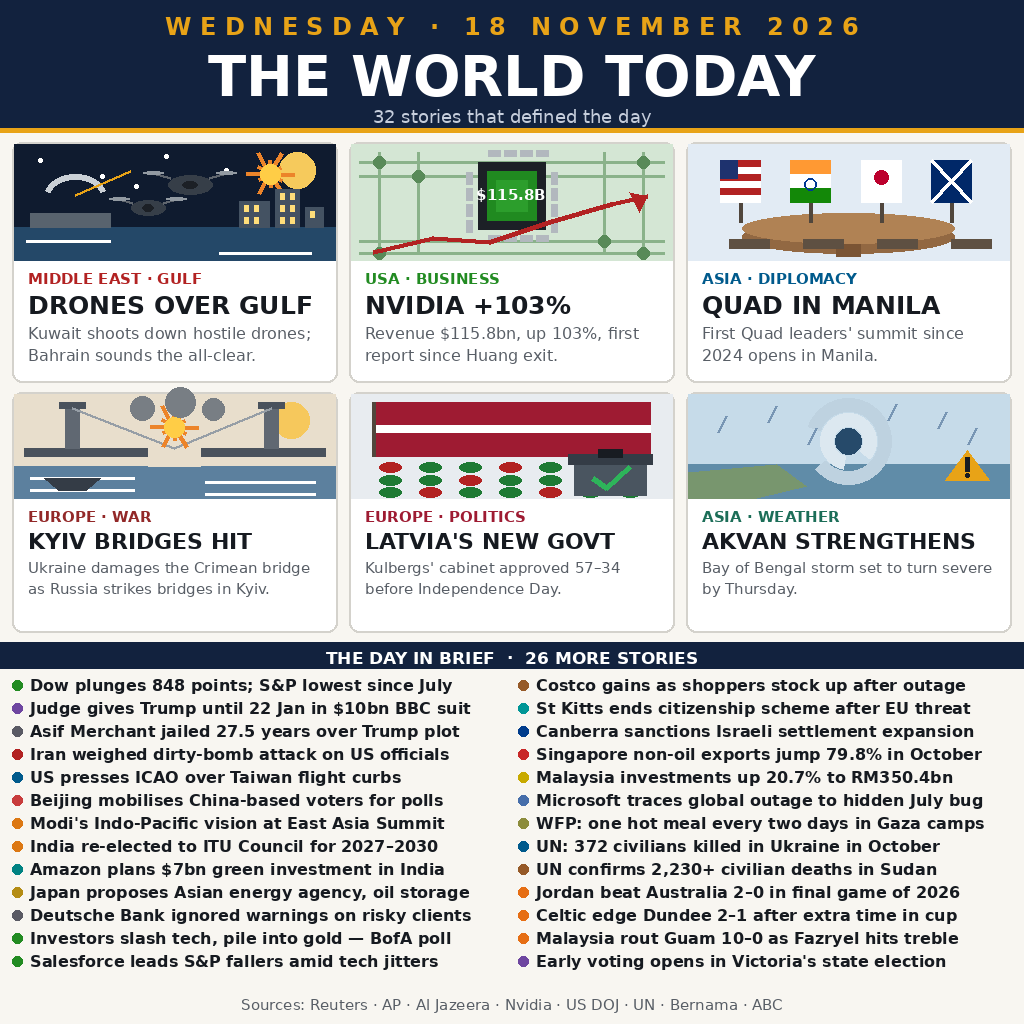 WEDNESDAY · 18 NOVEMBER 2026
THE WORLD TODAY
32 stories that defined the day
$115.8B
MIDDLE EAST · GULF
DRONES OVER GULF
Kuwait shoots down hostile drones;
Bahrain sounds the all-clear.
USA · BUSINESS
NVIDIA +103%
Revenue $115.8bn, up 103%, first
report since Huang exit.
ASIA · DIPLOMACY
QUAD IN MANILA
First Quad leaders' summit since
2024 opens in Manila.
EUROPE · WAR
KYIV BRIDGES HIT
Ukraine damages the Crimean bridge
as Russia strikes bridges in Kyiv.
EUROPE · POLITICS
LATVIA'S NEW GOVT
Kulbergs' cabinet approved 57–34
before Independence Day.
!
ASIA · WEATHER
AKVAN STRENGTHENS
Bay of Bengal storm set to turn severe
by Thursday.
THE DAY IN BRIEF · 26 MORE STORIES
Dow plunges 848 points; S&P lowest since July
Judge gives Trump until 22 Jan in $10bn BBC suit
Asif Merchant jailed 27.5 years over Trump plot
Iran weighed dirty-bomb attack on US officials
US presses ICAO over Taiwan flight curbs
Beijing mobilises China-based voters for polls
Modi's Indo-Pacific vision at East Asia Summit
India re-elected to ITU Council for 2027–2030
Amazon plans $7bn green investment in India
Japan proposes Asian energy agency, oil storage
Deutsche Bank ignored warnings on risky clients
Investors slash tech, pile into gold — BofA poll
Salesforce leads S&P fallers amid tech jitters
Costco gains as shoppers stock up after outage
St Kitts ends citizenship scheme after EU threat
Canberra sanctions Israeli settlement expansion
Singapore non-oil exports jump 79.8% in October
Malaysia investments up 20.7% to RM350.4bn
Microsoft traces global outage to hidden July bug
WFP: one hot meal every two days in Gaza camps
UN: 372 civilians killed in Ukraine in October
UN confirms 2,230+ civilian deaths in Sudan
Jordan beat Australia 2–0 in final game of 2026
Celtic edge Dundee 2–1 after extra time in cup
Malaysia rout Guam 10–0 as Fazryel hits treble
Early voting opens in Victoria's state election
Sources: Reuters · AP · Al Jazeera · Nvidia · US DOJ · UN · Bernama · ABC